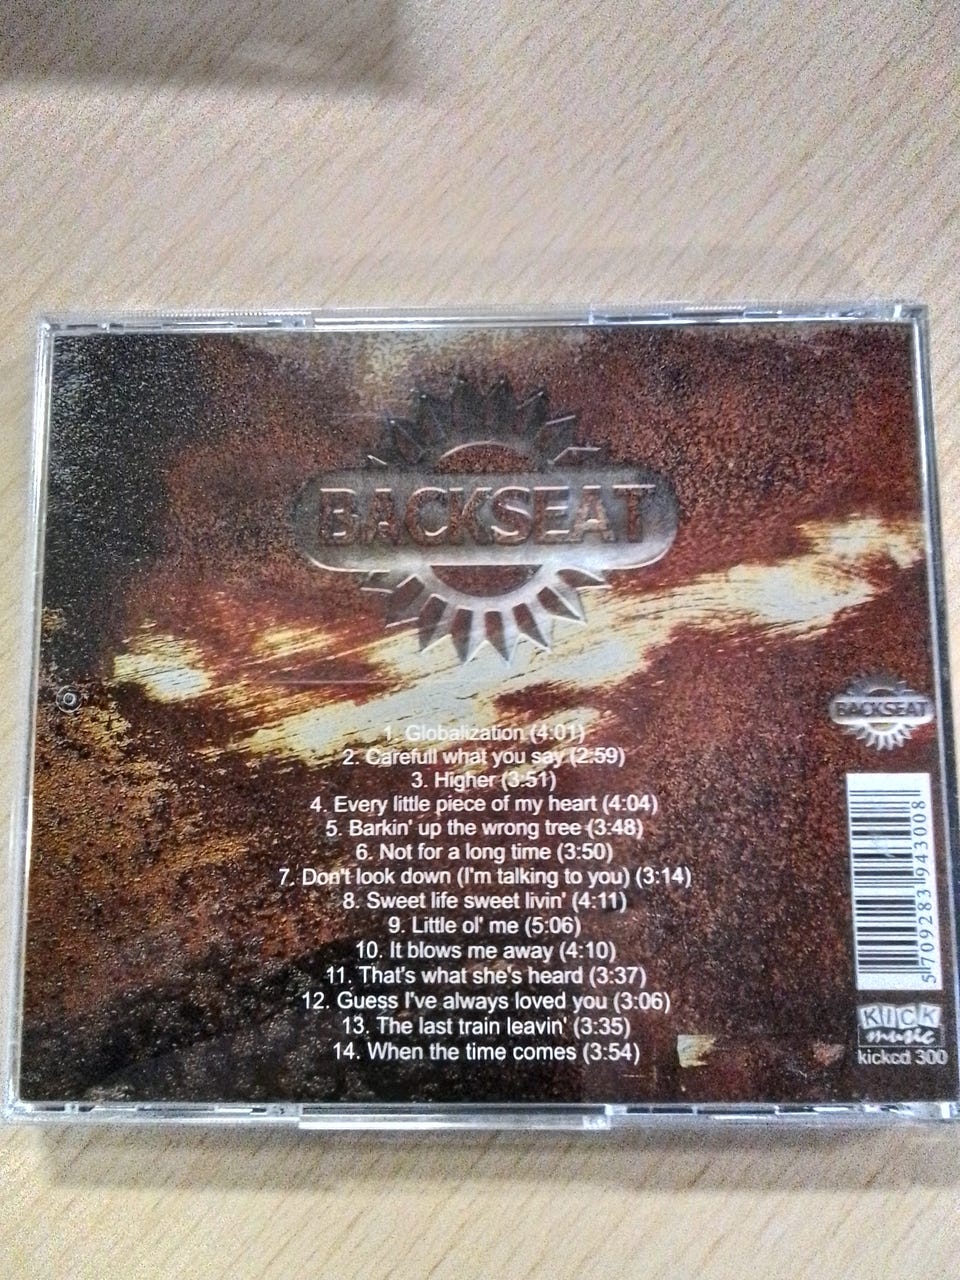 BACKSEAT
1. Globalization (4:01)
2. Carefull what you say (2:59)
3. Higher (3:51)
4. Every little piece of my heart (4:04)
5. Barkin' up the wrong tree (3:48)
6. Not for a long time (3:50)
7. Don't look down (I'm talking to you) (3:14)
8. Sweet life sweet livin' (4:11)
9. Little ol' me (5:06)
10. It blows me away (4:10)
11. That's what she's heard (3:37)
12. Guess I've always loved you (3:06)
13. The last train leavin' (3:35)
14. When the time comes (3:54)
BACKSEAT
5 709283 943008
KICK
music
kickcd 300